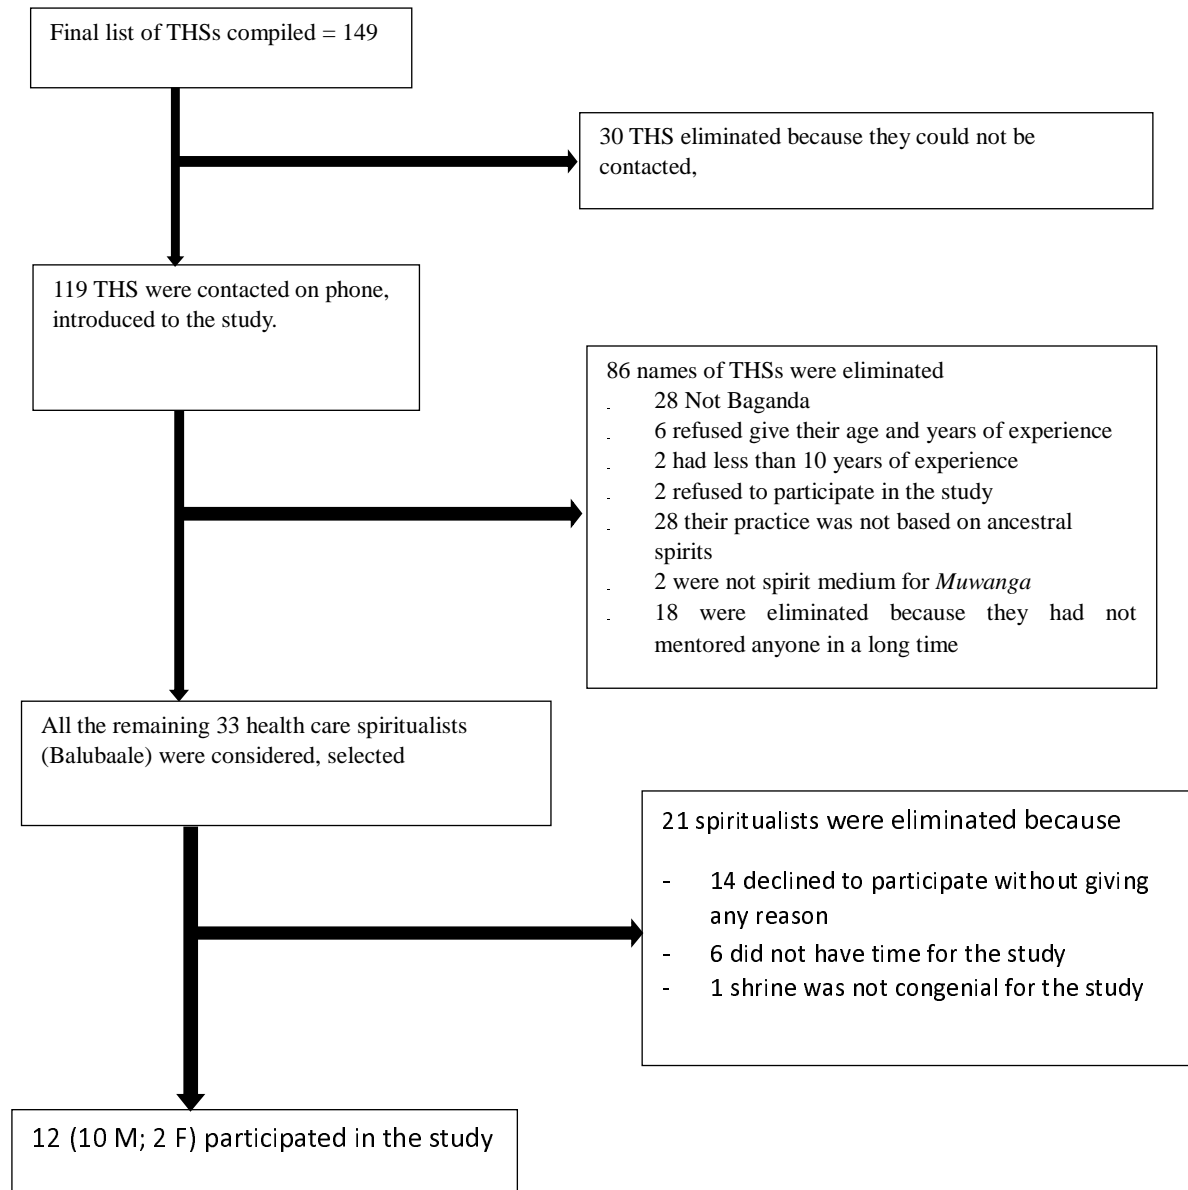 Final list of THSs compiled = 149
30 THS eliminated because they could not be
contacted,
119 THS were contacted on phone,
introduced to the study.
86 names of THSs were eliminated
- 28 Not Baganda
- 6 refused give their age and years of experience
- 2 had less than 10 years of experience
- 2 refused to participate in the study
- 28 their practice was not based on ancestral
spirits
- 2 were not spirit medium for Muwanga
- 18 were eliminated because they had not
mentored anyone in a long time
All the remaining 33 health care spiritualists
(Balubaale) were considered, selected
21 spiritualists were eliminated because
- 14 declined to participate without giving
any reason
- 6 did not have time for the study
- 1 shrine was not congenial for the study
12 (10 M; 2 F) participated in the study